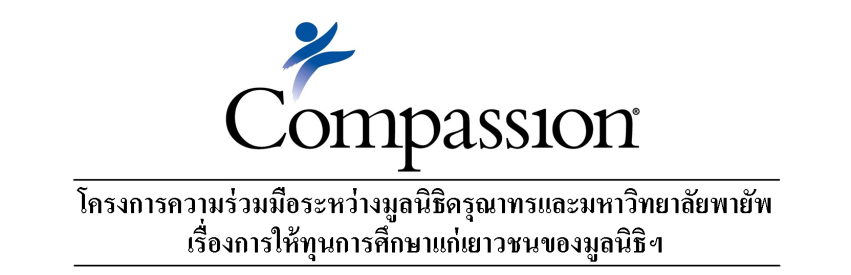 Compassion®
โครงการความร่วมมือระหว่างมูลนิธิดรุณาทรและมหาวิทยาลัยพายัพ
เรื่องการให้ทุนการศึกษาแก่เยาวชนของมูลนิธิฯ